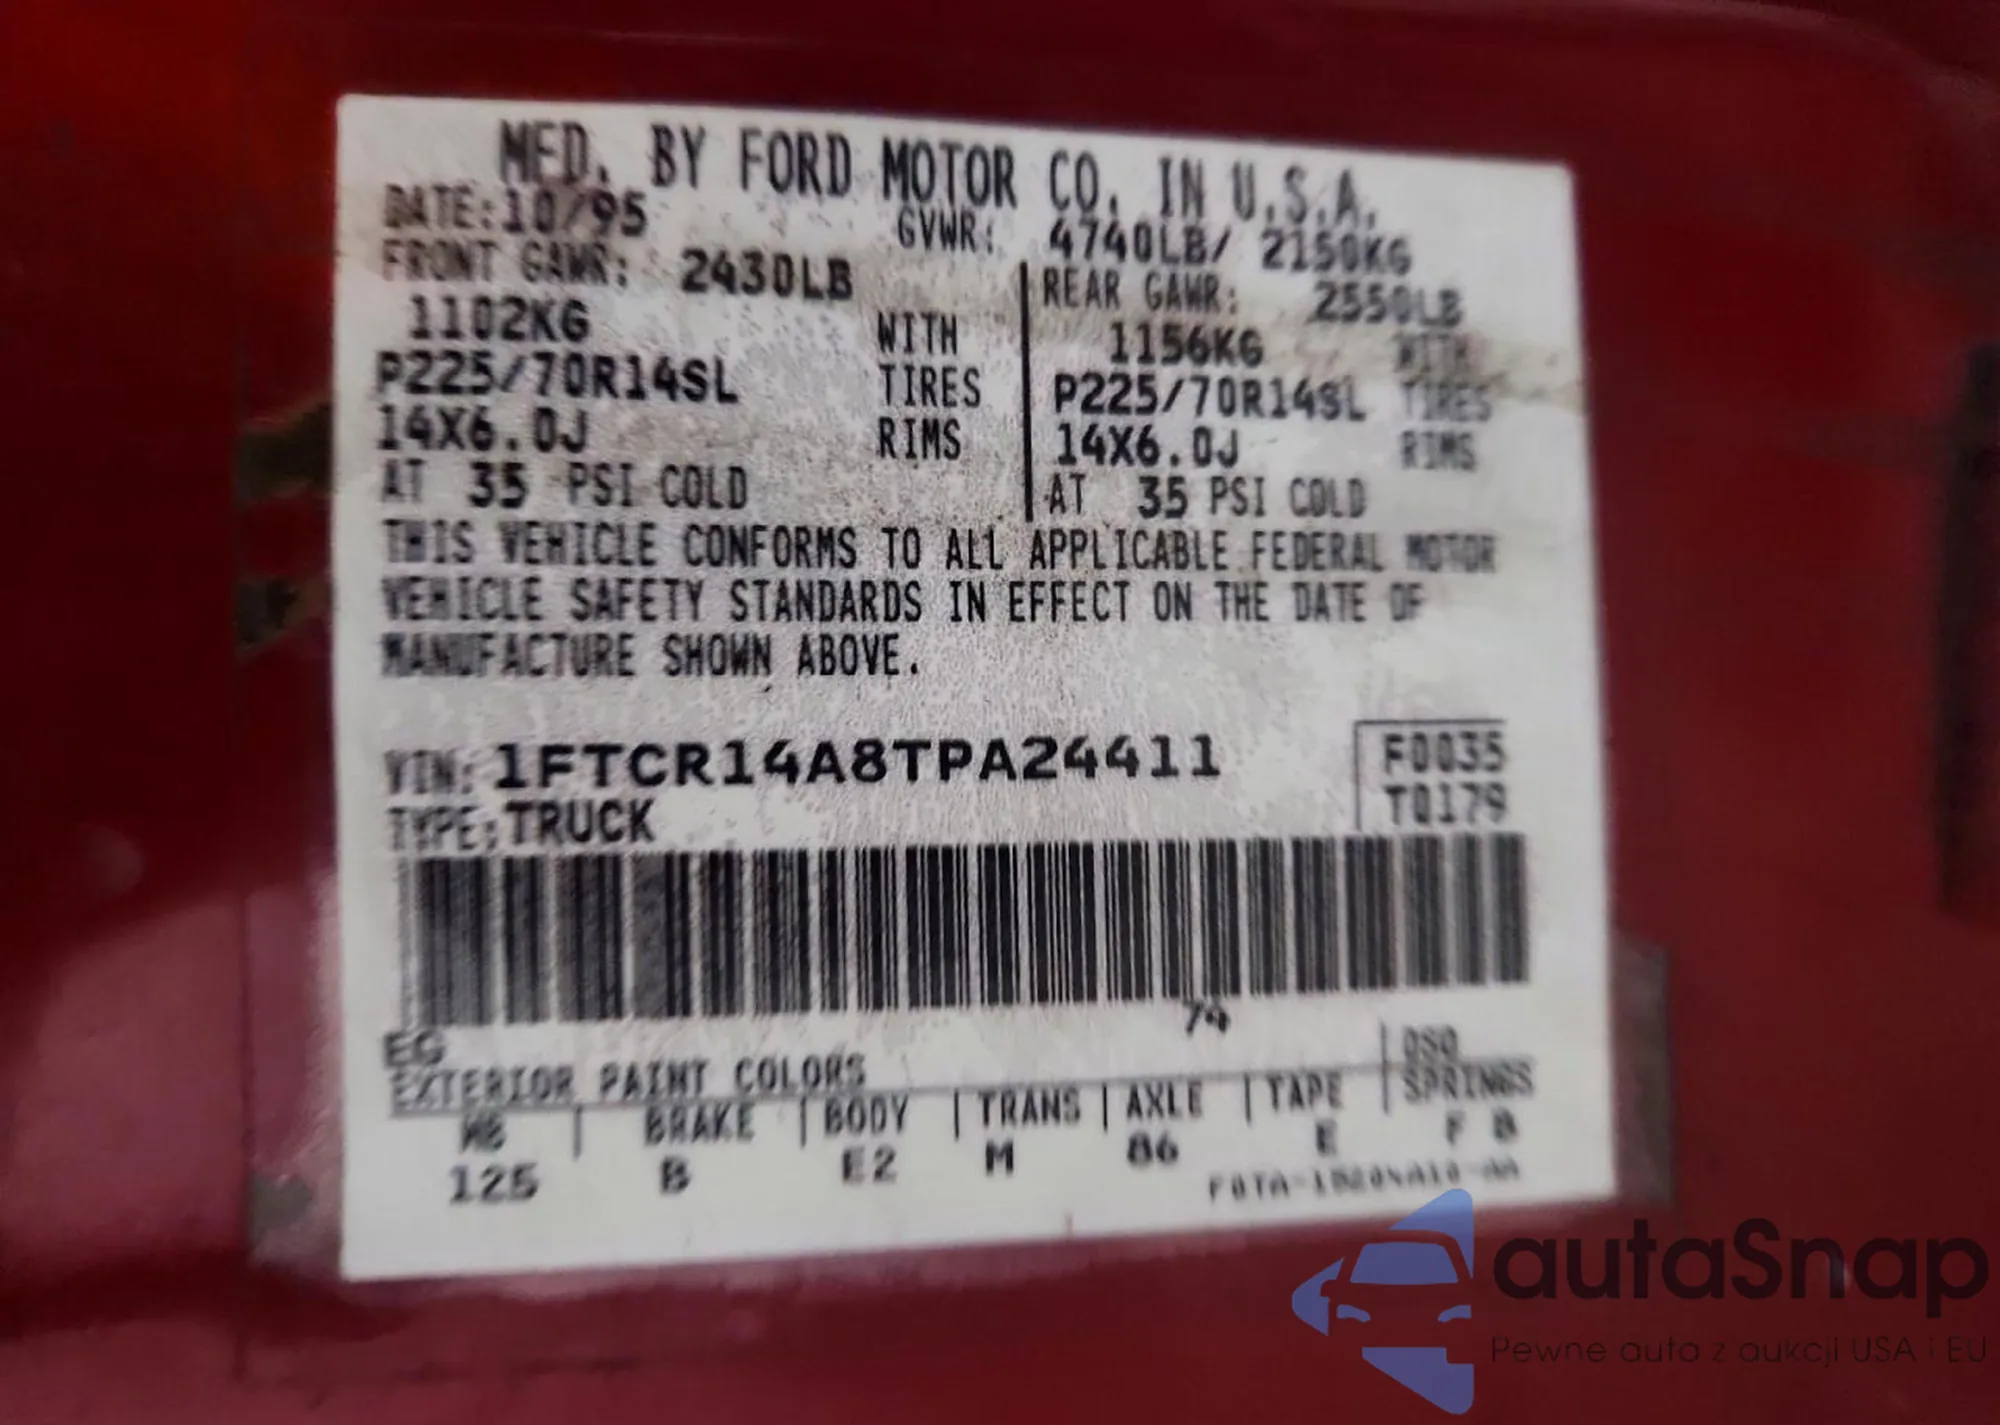 MFD. BY FORD MOTOR CO. IN U.S.A.
DATE: 10/95 GVWR: 4740LB/ 2150KG
FRONT GAWR: 2430LB REAR GAWR: 2550LB
1102KG WITH 1156KG WITH
P225/70R14SL TIRES P225/70R14SL TIRES
14X6.0J RIMS 14X6.0J RIMS
AT 35 PSI COLD AT 35 PSI COLD
THIS VEHICLE CONFORMS TO ALL APPLICABLE FEDERAL MOTOR
VEHICLE SAFETY STANDARDS IN EFFECT ON THE DATE OF
MANUFACTURE SHOWN ABOVE.
VIN: 1FTCR14A8TPA24411 F0035
TYPE: TRUCK T0179
74
EG DSO
EXTERIOR PAINT COLORS
WB BRAKE BODY TRANS AXLE TAPE SPRINGS
125 B E2 M 86 E F B
autaSnap
Pewne auta z aukcji USA i EU